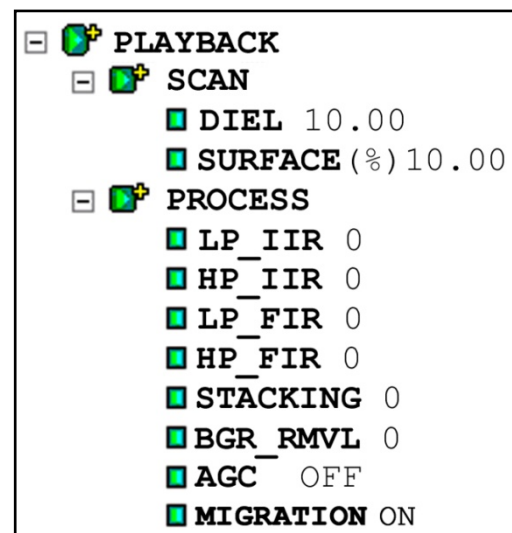 PLAYBACK
SCAN
DIEL 10.00
SURFACE(%)10.00
PROCESS
LP_IIR 0
HP_IIR 0
LP_FIR 0
HP_FIR 0
STACKING 0
BGR_RMVL 0
AGC OFF
MIGRATION ON